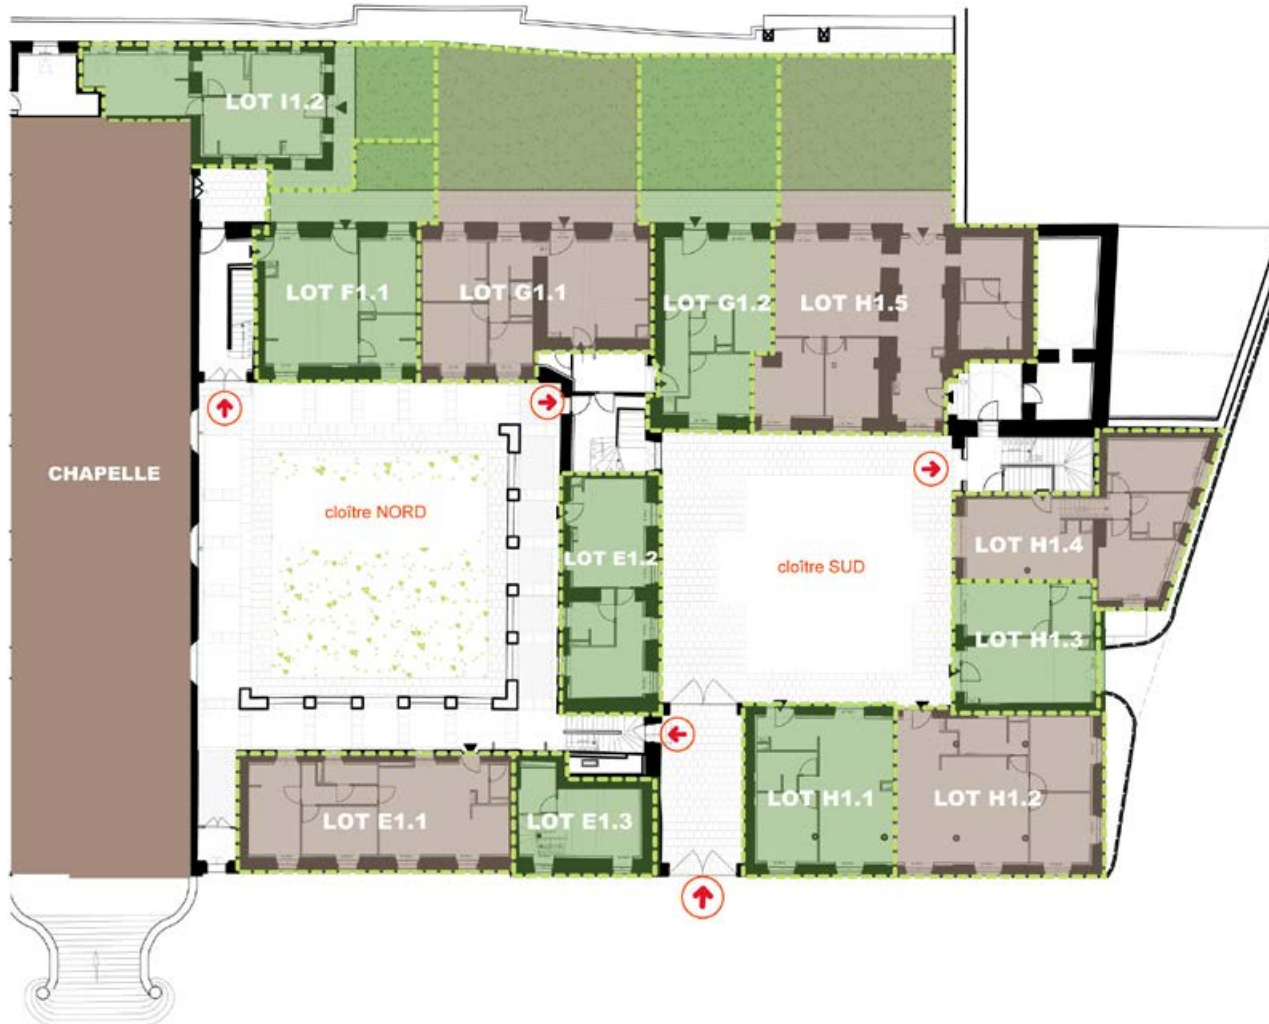 LOT I1.2
LOT F1.1
LOT G1.1
LOT G1.2
LOT H1.5
CHAPELLE
cloître NORD
LOT E1.2
cloître SUD
LOT H1.4
LOT H1.3
LOT E1.1
LOT E1.3
LOT H1.1
LOT H1.2